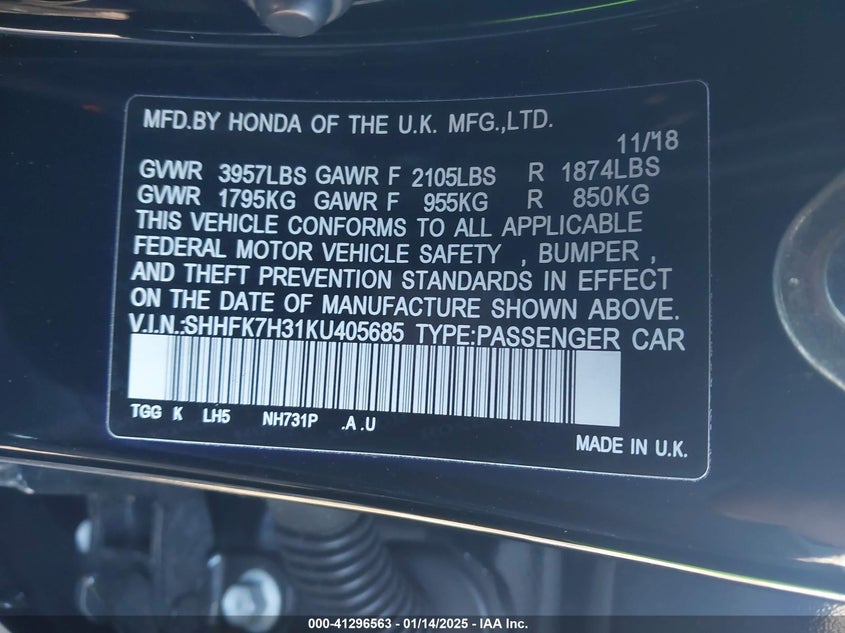 MFD.BY HONDA OF THE U.K. MFG.,LTD.
11/18
GVWR 3957LBS GAWR F 2105LBS R 1874LBS
GVWR 1795KG GAWR F 955KG R 850KG
THIS VEHICLE CONFORMS TO ALL APPLICABLE
FEDERAL MOTOR VEHICLE SAFETY , BUMPER ,
AND THEFT PREVENTION STANDARDS IN EFFECT
ON THE DATE OF MANUFACTURE SHOWN ABOVE.
V.I.N.:SHHFK7H31KU405685 TYPE:PASSENGER CAR
TGG K LH5 NH731P .A .U
MADE IN U.K.
000-41296563 — 01/14/2025 — IAA Inc.